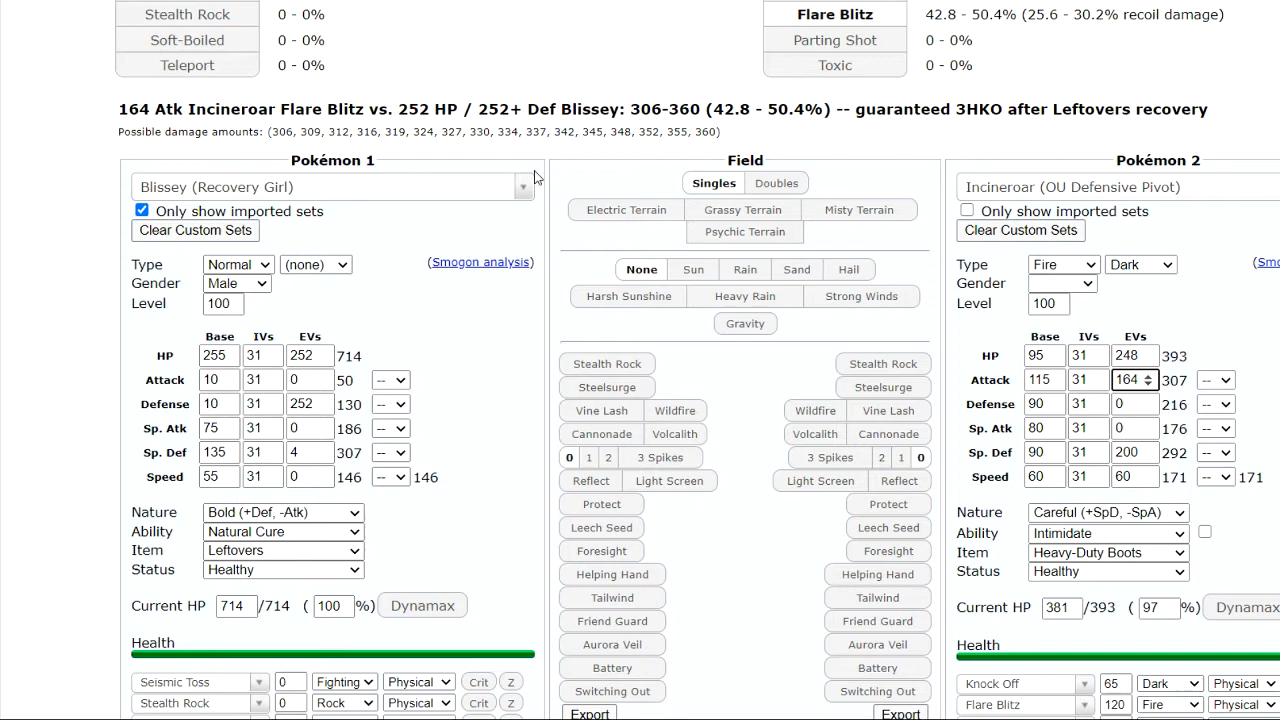 Stealth Rock 0 - 0% Flare Blitz 42.8 - 50.4% (25.6 - 30.2% recoil damage)
Soft-Boiled 0 - 0% Parting Shot 0 - 0%
Teleport 0 - 0% Toxic 0 - 0%
164 Atk Incineroar Flare Blitz vs. 252 HP / 252+ Def Blissey: 306-360 (42.8 - 50.4%) -- guaranteed 3HKO after Leftovers recovery
Possible damage amounts: (306, 309, 312, 316, 319, 324, 327, 330, 334, 337, 342, 345, 348, 352, 355, 360)
Pokémon 1
Blissey (Recovery Girl)
Only show imported sets
Clear Custom Sets
Type Normal (none) (Smogon analysis)
Gender Male
Level 100
Base IVs EVs
HP 255 31 252 714
Attack 10 31 0 50 --
Defense 10 31 252 130 --
Sp. Atk 75 31 0 186 --
Sp. Def 135 31 4 307 --
Speed 55 31 0 146 -- 146
Nature Bold (+Def, -Atk)
Ability Natural Cure
Item Leftovers
Status Healthy
Current HP 714 /714 ( 100 %) Dynamax
Health
Seismic Toss 0 Fighting Physical Crit Z
Stealth Rock 0 Rock Physical Crit Z
Field
Singles Doubles
Electric Terrain Grassy Terrain Misty Terrain
Psychic Terrain
None Sun Rain Sand Hail
Harsh Sunshine Heavy Rain Strong Winds
Gravity
Stealth Rock Stealth Rock
Steelsurge Steelsurge
Vine Lash Wildfire Wildfire Vine Lash
Cannonade Volcalith Volcalith Cannonade
0 1 2 3 Spikes 3 Spikes 2 1 0
Reflect Light Screen Light Screen Reflect
Protect Protect
Leech Seed Leech Seed
Foresight Foresight
Helping Hand Helping Hand
Tailwind Tailwind
Friend Guard Friend Guard
Aurora Veil Aurora Veil
Battery Battery
Switching Out Switching Out
Export Export
Pokémon 2
Incineroar (OU Defensive Pivot)
Only show imported sets
Clear Custom Sets
Type Fire Dark (Smo
Gender
Level 100
Base IVs EVs
HP 95 31 248 393
Attack 115 31 164 307 --
Defense 90 31 0 216 --
Sp. Atk 80 31 0 176 --
Sp. Def 90 31 200 292 --
Speed 60 31 60 171 -- 171
Nature Careful (+SpD, -SpA)
Ability Intimidate
Item Heavy-Duty Boots
Status Healthy
Current HP 381 /393 ( 97 %) Dynamax
Health
Knock Off 65 Dark Physical
Flare Blitz 120 Fire Physical